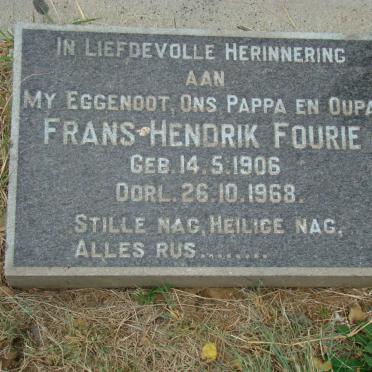 IN LIEFDEVOLLE HERINNERING
AAN
MY EGGENOOT, ONS PAPPA EN OUPA
FRANS HENDRIK FOURIE
GEB. 14.5.1906
OORL. 26.10.1968.
STILLE NAG, HEILIGE NAG,
ALLES RUS........